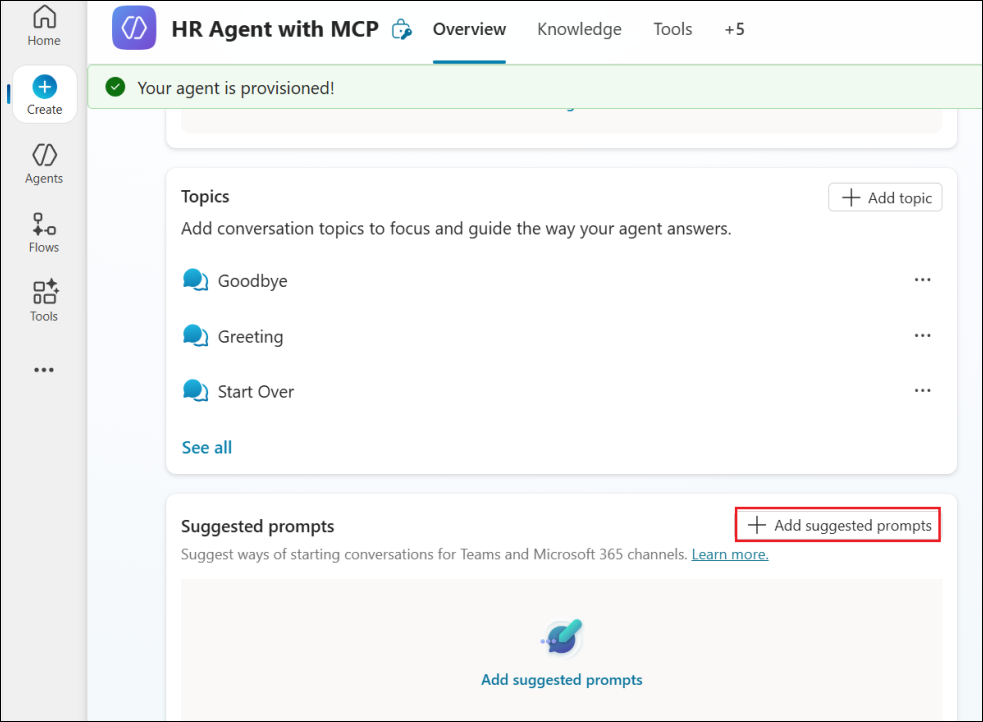 Home
Create
Agents
Flows
Tools
HR Agent with MCP
Overview
Knowledge
Tools
+5
Your agent is provisioned!
Topics
Add topic
Add conversation topics to focus and guide the way your agent answers.
Goodbye
Greeting
Start Over
See all
Suggested prompts
Add suggested prompts
Suggest ways of starting conversations for Teams and Microsoft 365 channels. Learn more.
Add suggested prompts